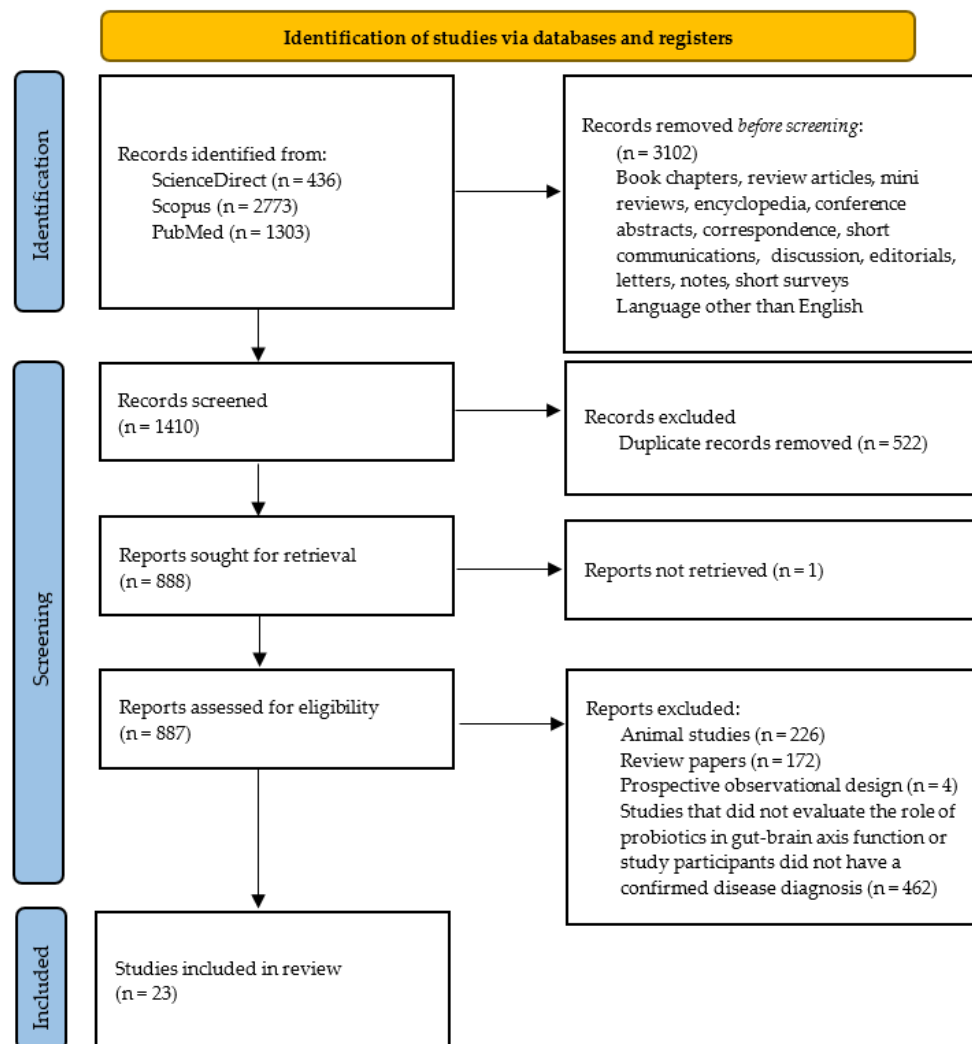 Identification of studies via databases and registers
Identification
Records identified from:
ScienceDirect (n = 436)
Scopus (n = 2773)
PubMed (n = 1303)
Records removed before screening:
(n = 3102)
Book chapters, review articles, mini
reviews, encyclopedia, conference
abstracts, correspondence, short
communications, discussion, editorials,
letters, notes, short surveys
Language other than English
Screening
Records screened
(n = 1410)
Records excluded
Duplicate records removed (n = 522)
Reports sought for retrieval
(n = 888)
Reports not retrieved (n = 1)
Reports assessed for eligibility
(n = 887)
Reports excluded:
Animal studies (n = 226)
Review papers (n = 172)
Prospective observational design (n = 4)
Studies that did not evaluate the role of
probiotics in gut-brain axis function or
study participants did not have a
confirmed disease diagnosis (n = 462)
Included
Studies included in review
(n = 23)